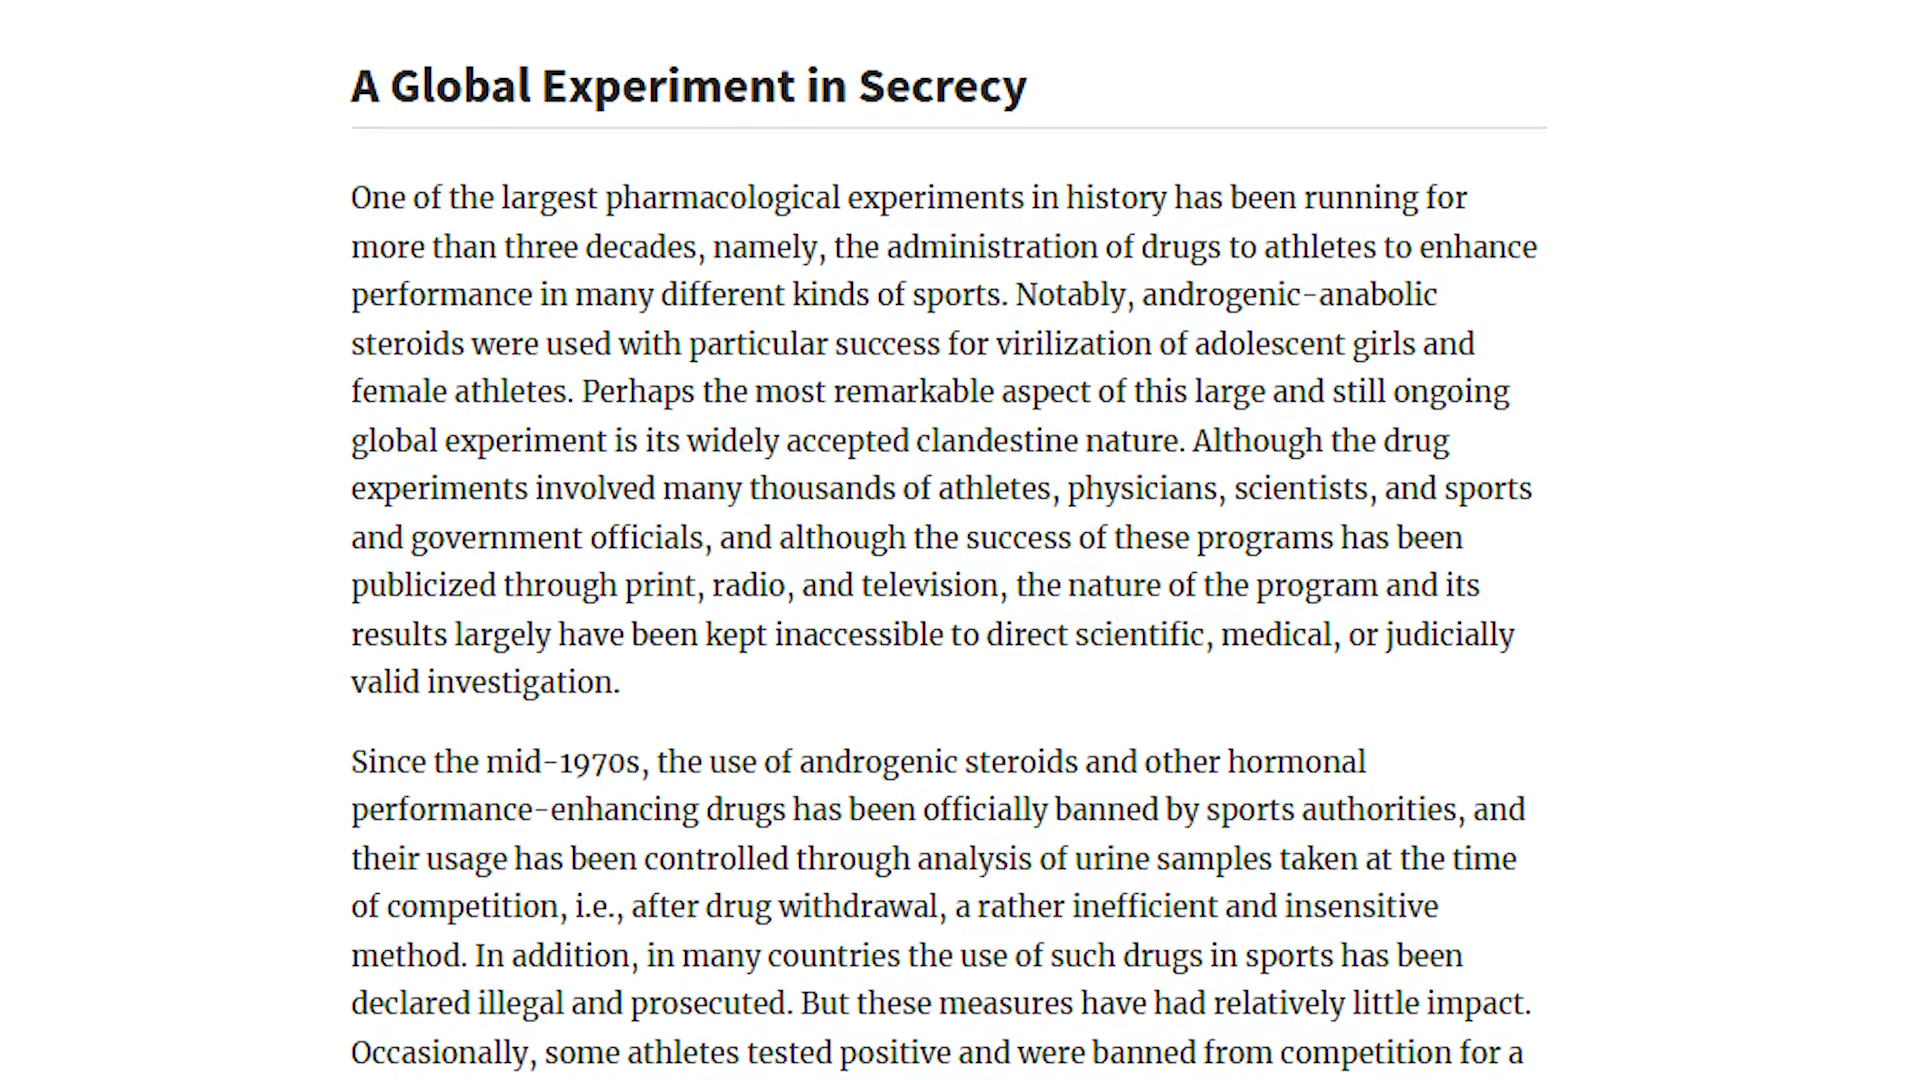 A Global Experiment in Secrecy
One of the largest pharmacological experiments in history has been running for
more than three decades, namely, the administration of drugs to athletes to enhance
performance in many different kinds of sports. Notably, androgenic-anabolic
steroids were used with particular success for virilization of adolescent girls and
female athletes. Perhaps the most remarkable aspect of this large and still ongoing
global experiment is its widely accepted clandestine nature. Although the drug
experiments involved many thousands of athletes, physicians, scientists, and sports
and government officials, and although the success of these programs has been
publicized through print, radio, and television, the nature of the program and its
results largely have been kept inaccessible to direct scientific, medical, or judicially
valid investigation.
Since the mid-1970s, the use of androgenic steroids and other hormonal
performance-enhancing drugs has been officially banned by sports authorities, and
their usage has been controlled through analysis of urine samples taken at the time
of competition, i.e., after drug withdrawal, a rather inefficient and insensitive
method. In addition, in many countries the use of such drugs in sports has been
declared illegal and prosecuted. But these measures have had relatively little impact.
Occasionally, some athletes tested positive and were banned from competition for a